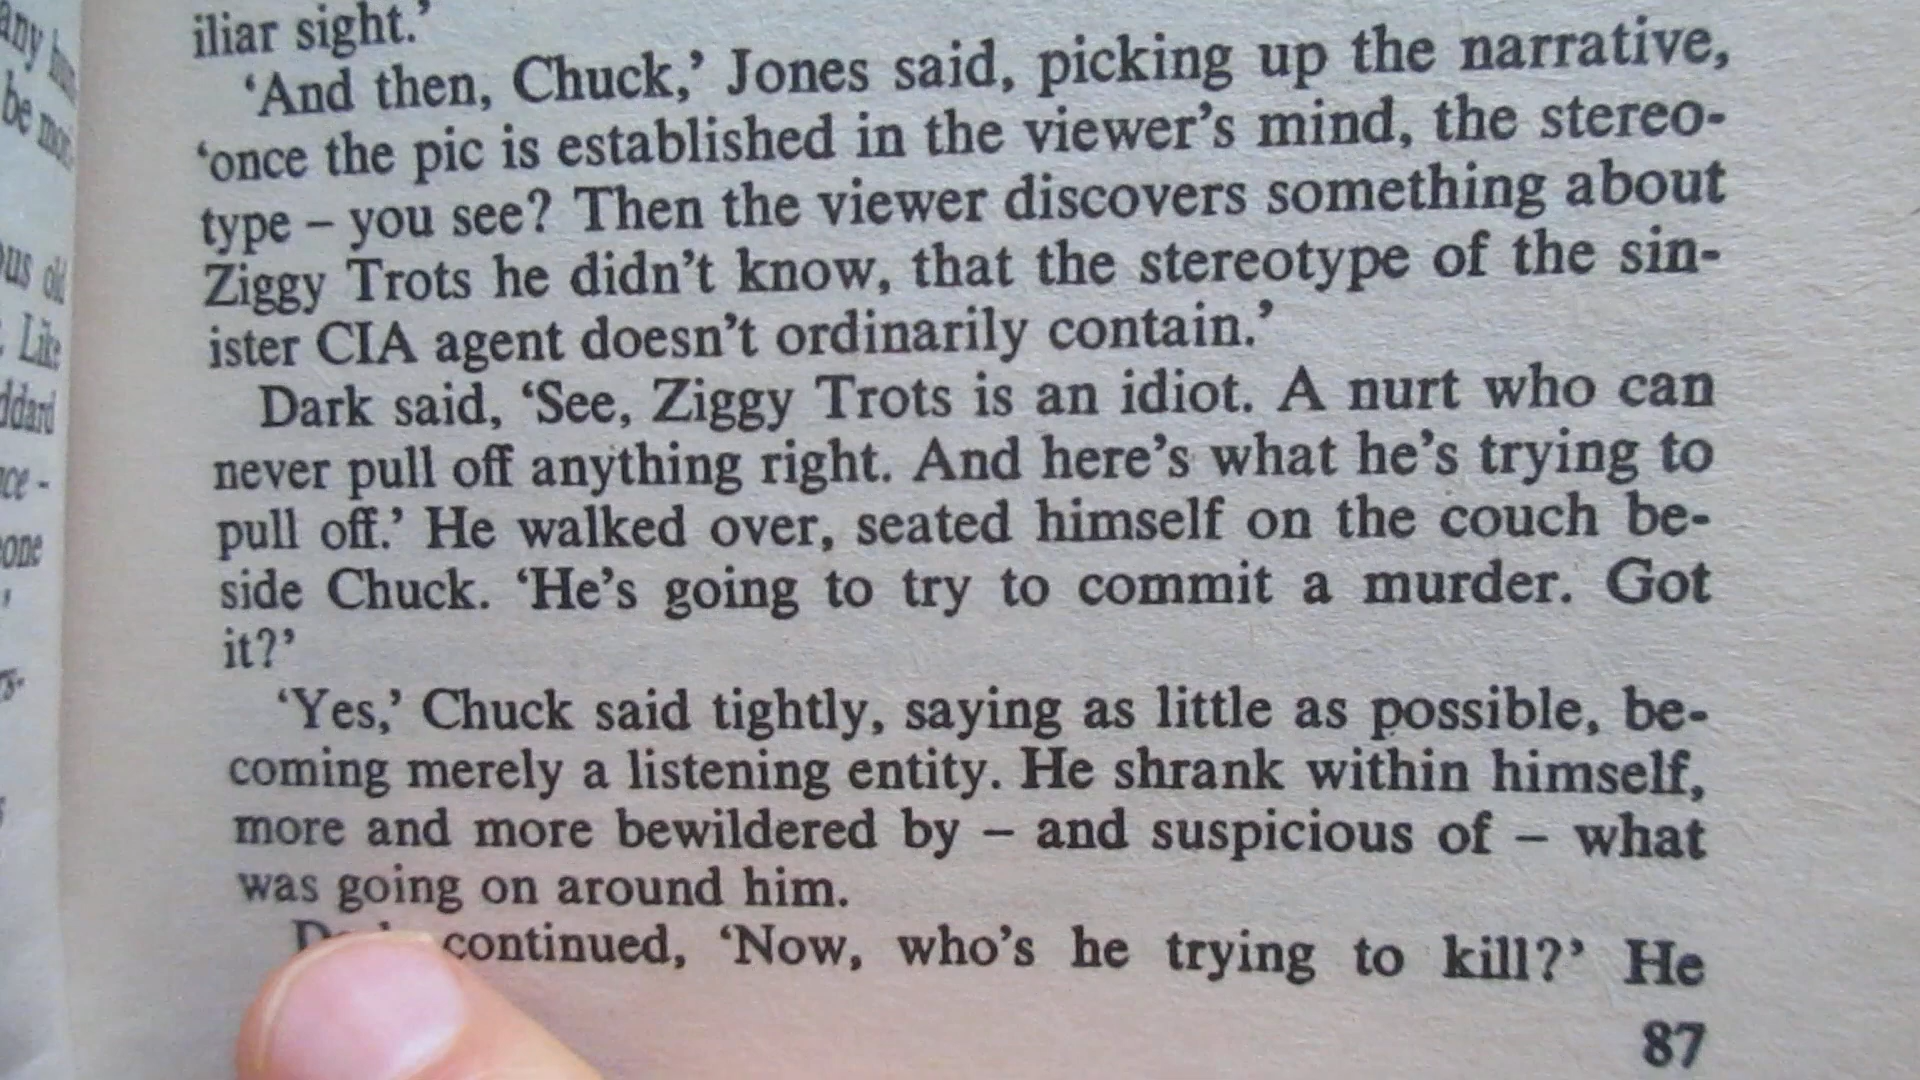 iliar sight.’
‘And then, Chuck,’ Jones said, picking up the narrative,
‘once the pic is established in the viewer’s mind, the stereo-
type – you see? Then the viewer discovers something about
Ziggy Trots he didn’t know, that the stereotype of the sin-
ister CIA agent doesn’t ordinarily contain.’
Dark said, ‘See, Ziggy Trots is an idiot. A nurt who can
never pull off anything right. And here’s what he’s trying to
pull off.’ He walked over, seated himself on the couch be-
side Chuck. ‘He’s going to try to commit a murder. Got
it?’
‘Yes,’ Chuck said tightly, saying as little as possible, be-
coming merely a listening entity. He shrank within himself,
more and more bewildered by – and suspicious of – what
was going on around him.
continued, ‘Now, who’s he trying to kill?’ He
87